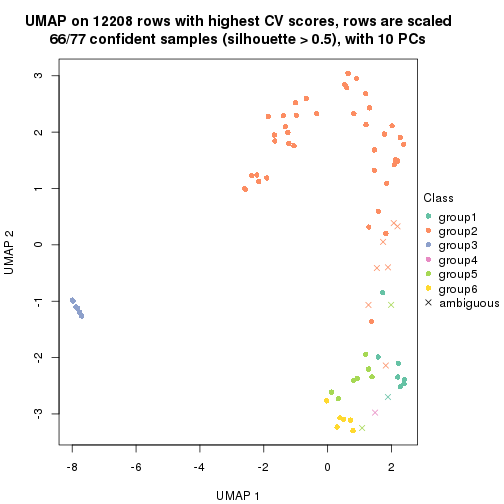 UMAP on 12208 rows with highest CV scores, rows are scaled
66/77 confident samples (silhouette > 0.5), with 10 PCs
3
2
1
0
-1
-2
-3
UMAP 2
-8
-6
-4
-2
0
2
UMAP 1
Class
group1
group2
group3
group4
group5
group6
ambiguous